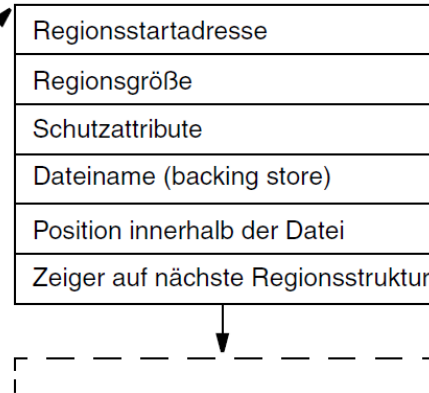 Regionsstartadresse
Regionsgröße
Schutzattribute
Dateiname (backing store)
Position innerhalb der Datei
Zeiger auf nächste Regionsstruktur